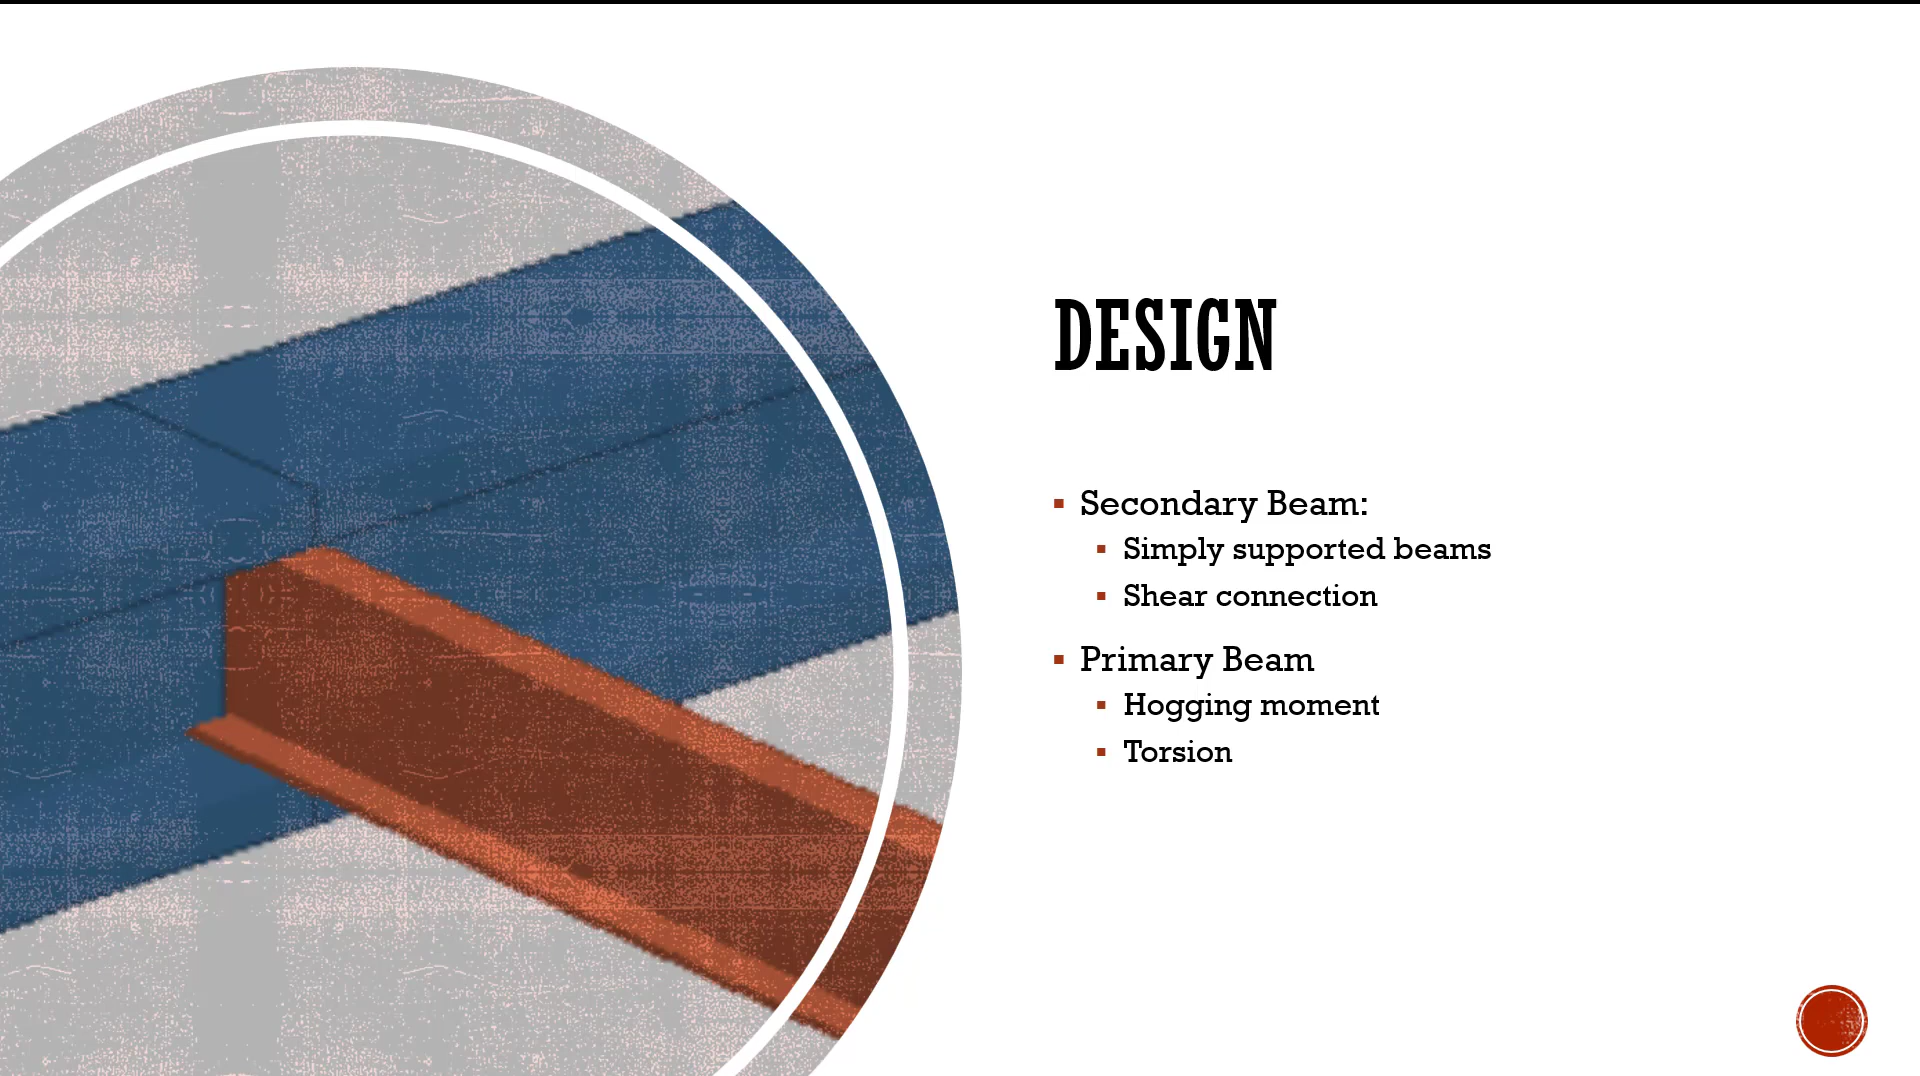 DESIGN
Secondary Beam:
Simply supported beams
Shear connection
Primary Beam
Hogging moment
Torsion